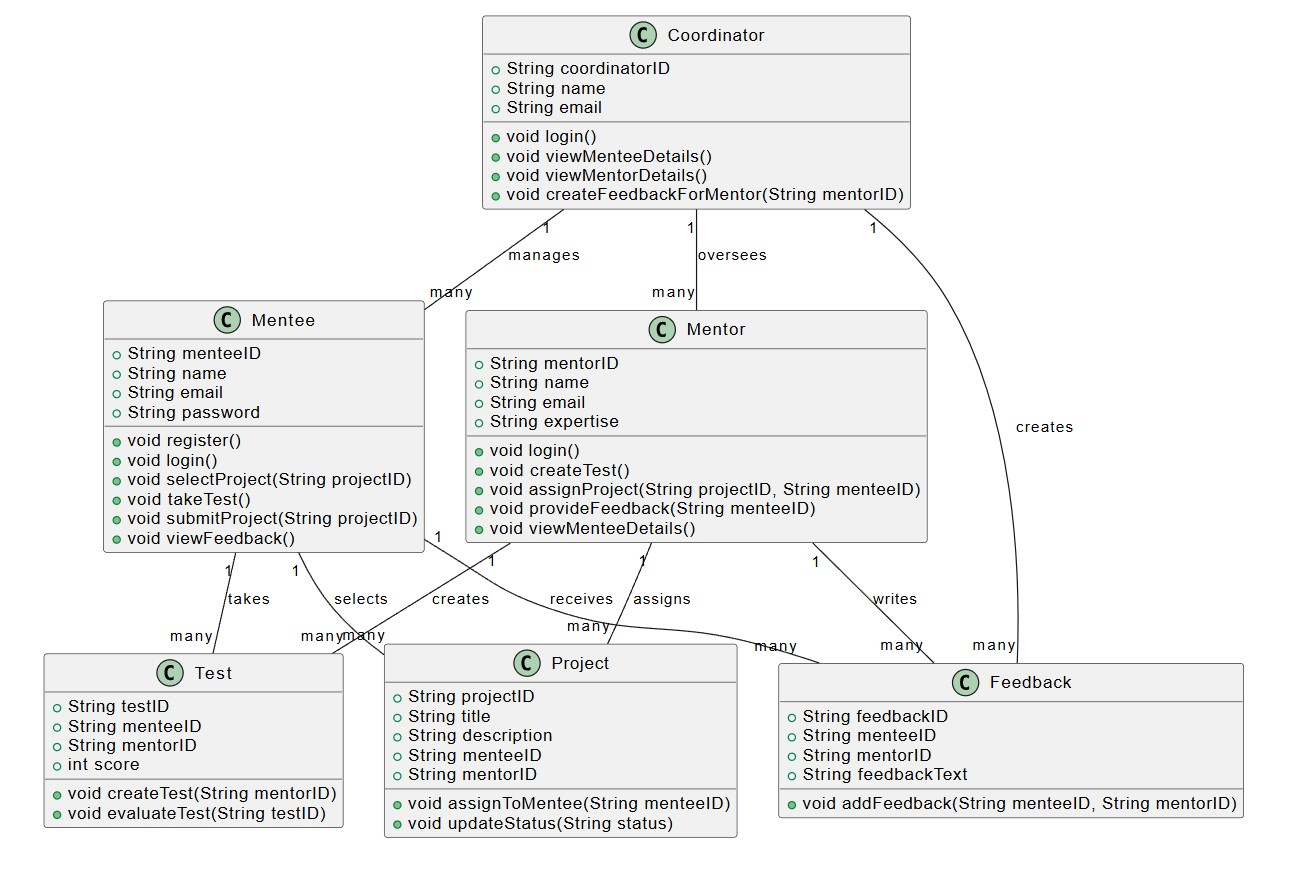 C Coordinator
String coordinatorID
String name
String email
void login()
void viewMenteeDetails()
void viewMentorDetails()
void createFeedbackForMentor(String mentorID)
1
1
1
manages
oversees
many
many
creates
C Mentee
String menteeID
String name
String email
String password
void register()
void login()
void selectProject(String projectID)
void takeTest()
void submitProject(String projectID)
void viewFeedback()
C Mentor
String mentorID
String name
String email
String expertise
void login()
void createTest()
void assignProject(String projectID, String menteeID)
void provideFeedback(String menteeID)
void viewMenteeDetails()
1
1
1
1
1
1
takes
selects
creates
receives
assigns
writes
many
many
many
many
many
many
many
C Test
String testID
String menteeID
String mentorID
int score
void createTest(String mentorID)
void evaluateTest(String testID)
C Project
String projectID
String title
String description
String menteeID
String mentorID
void assignToMentee(String menteeID)
void updateStatus(String status)
C Feedback
String feedbackID
String menteeID
String mentorID
String feedbackText
void addFeedback(String menteeID, String mentorID)